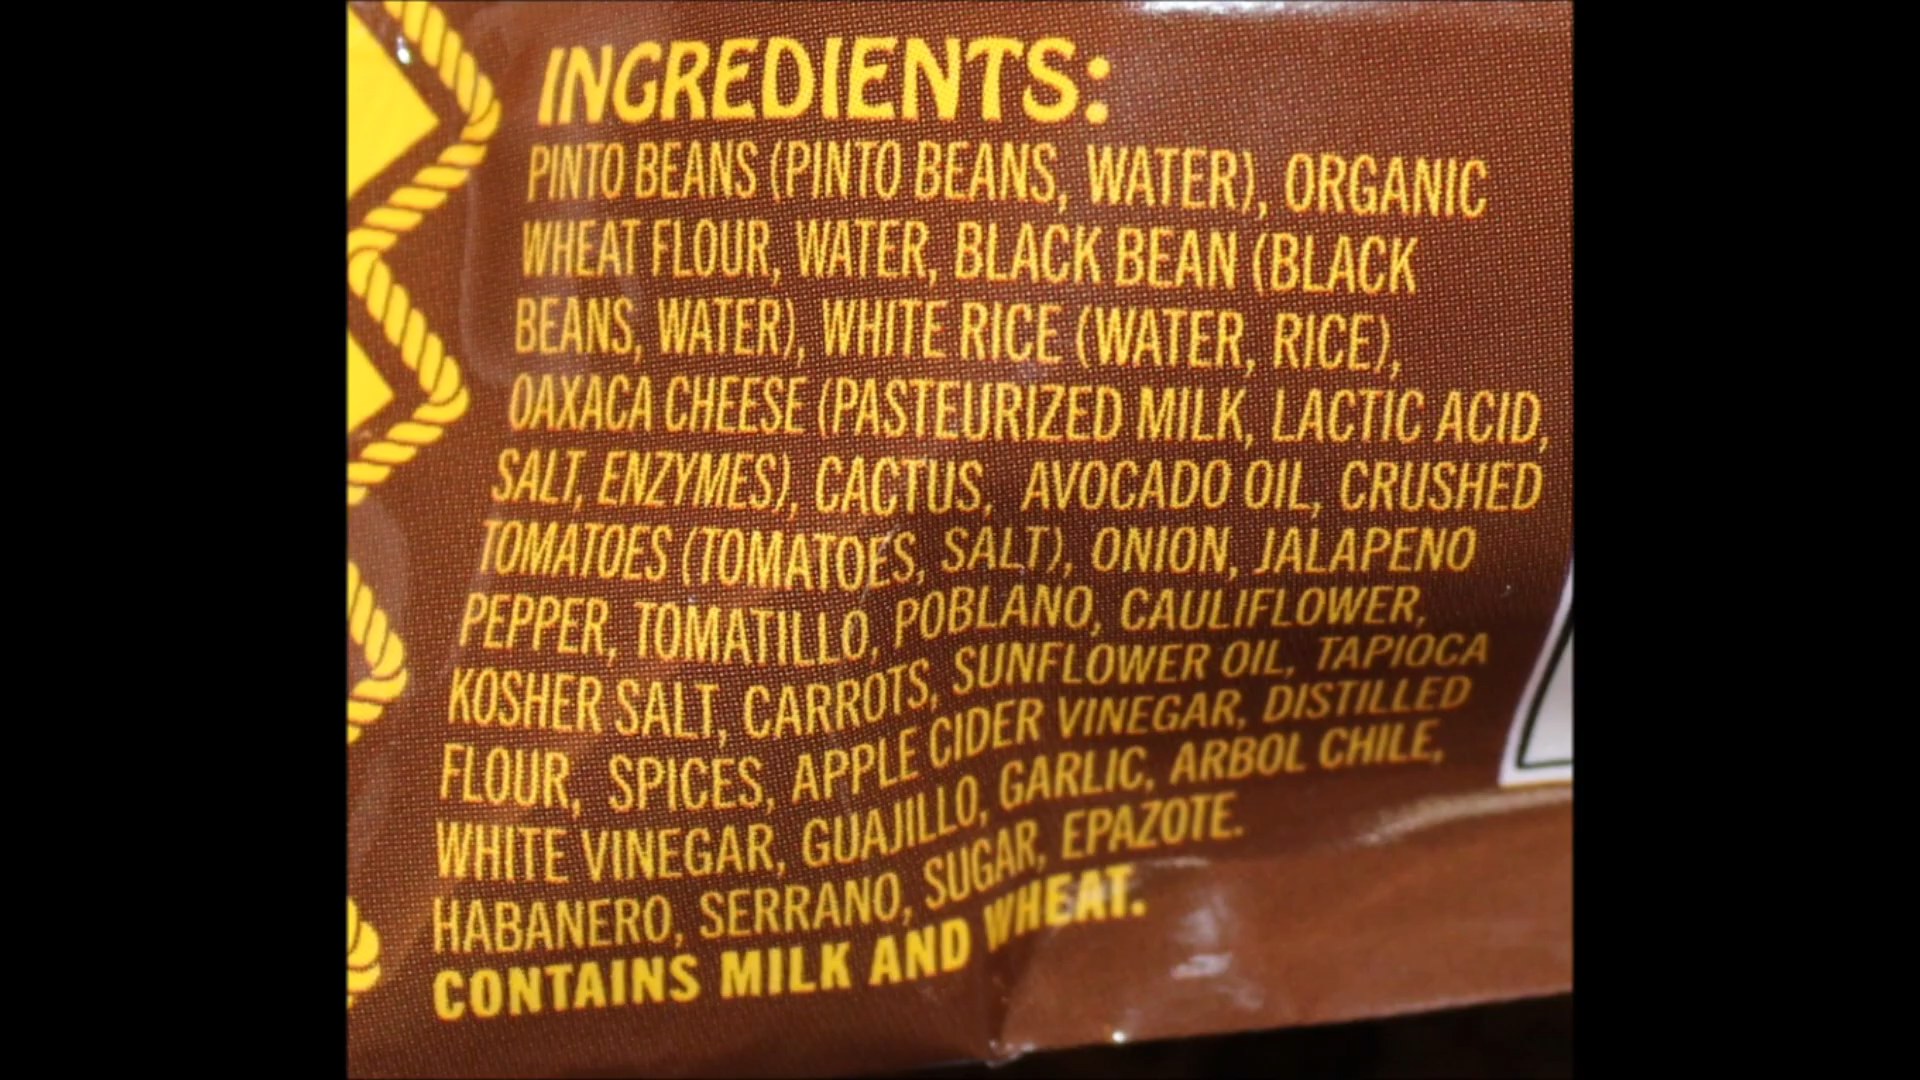 INGREDIENTS:
PINTO BEANS (PINTO BEANS, WATER), ORGANIC
WHEAT FLOUR, WATER, BLACK BEAN (BLACK
BEANS, WATER), WHITE RICE (WATER, RICE),
OAXACA CHEESE (PASTEURIZED MILK, LACTIC ACID,
SALT, ENZYMES), CACTUS, AVOCADO OIL, CRUSHED
TOMATOES (TOMATOES, SALT), ONION, JALAPENO
PEPPER, TOMATILLO, POBLANO, CAULIFLOWER,
KOSHER SALT, CARROTS, SUNFLOWER OIL, TAPIOCA
FLOUR, SPICES, APPLE CIDER VINEGAR, DISTILLED
WHITE VINEGAR, GUAJILLO, GARLIC, ARBOL CHILE,
HABANERO, SERRANO, SUGAR, EPAZOTE.
CONTAINS MILK AND WHEAT.